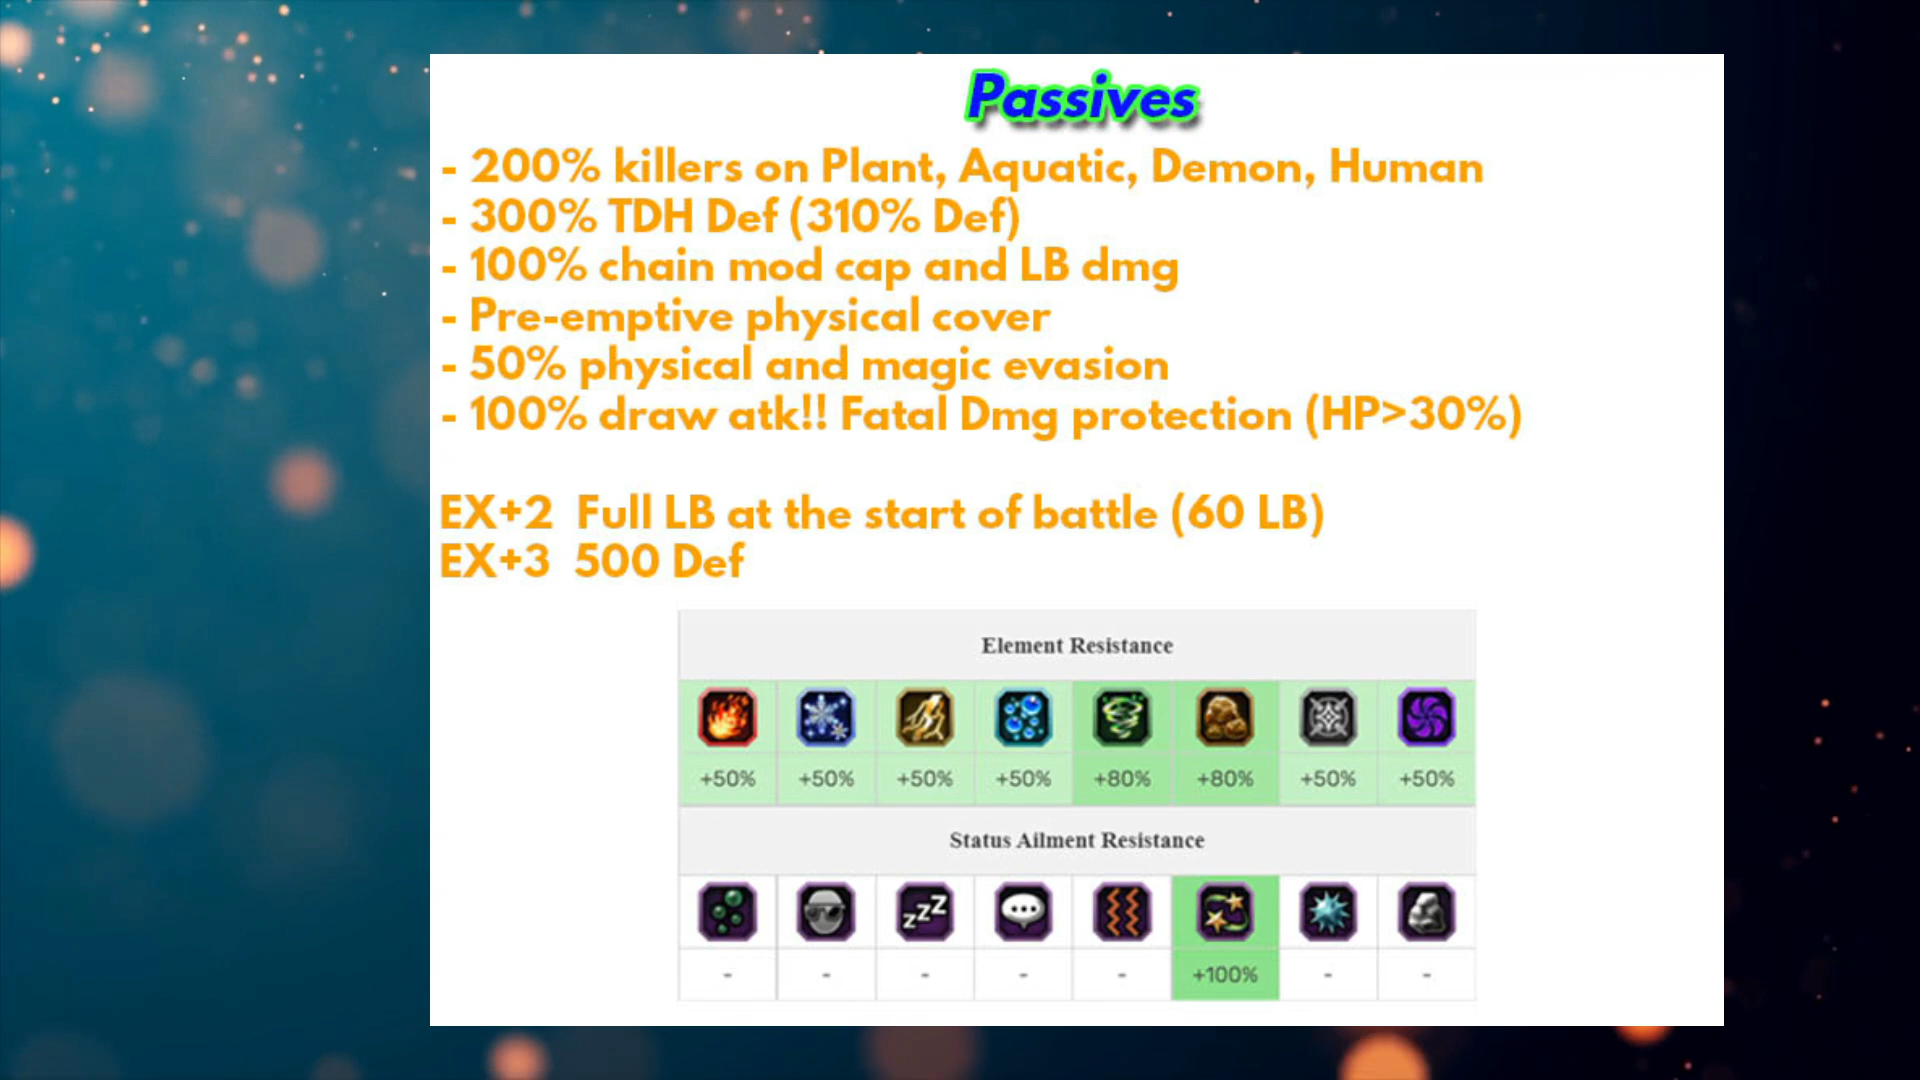 Passives
- 200% killers on Plant, Aquatic, Demon, Human
- 300% TDH Def (310% Def)
- 100% chain mod cap and LB dmg
- Pre-emptive physical cover
- 50% physical and magic evasion
- 100% draw atk!! Fatal Dmg protection (HP>30%)
EX+2 Full LB at the start of battle (60 LB)
EX+3 500 Def
Element Resistance
+50% +50% +50% +50% +80% +80% +50% +50%
Status Ailment Resistance
zzZ
- - - - - +100% - -